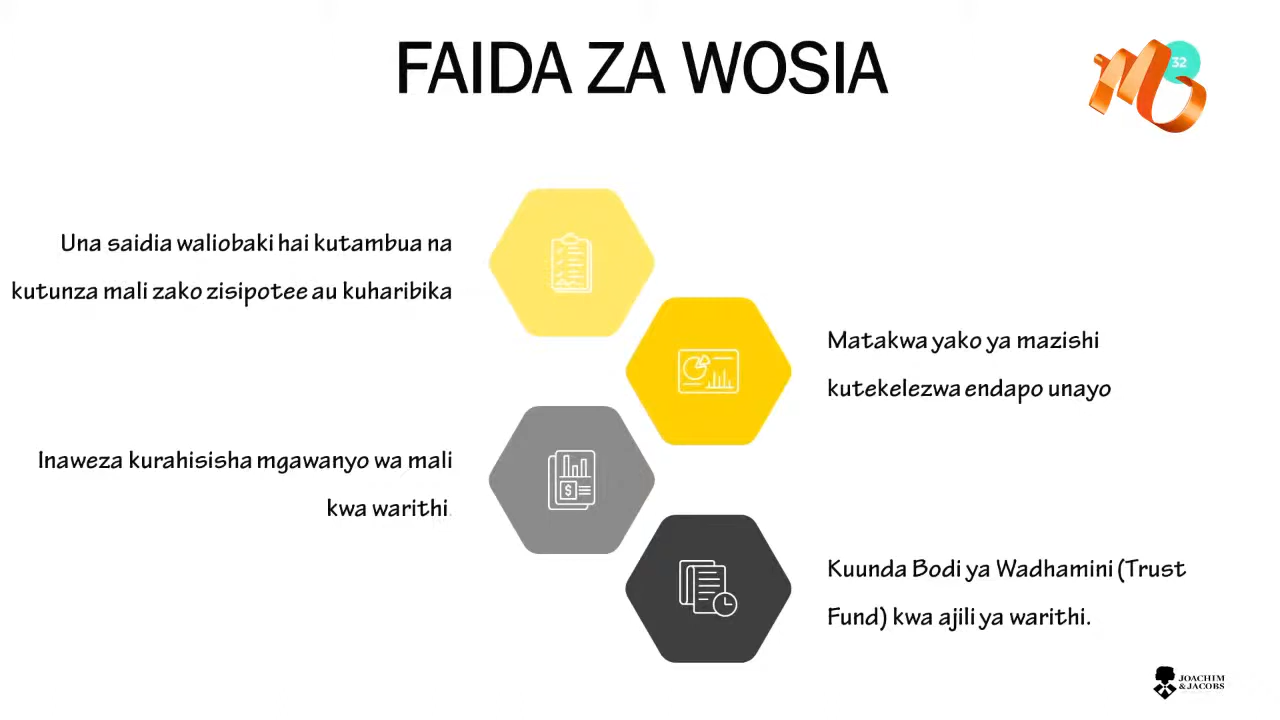 FAIDA ZA WOSIA
32
Una saidia waliobaki hai kutambua na
kutunza mali zako zisipotee au kuharibika
Matakwa yako ya mazishi
kutekelezwa endapo unayo
Inaweza kurahisisha mgawanyo wa mali
kwa warithi.
$
Kuunda Bodi ya Wadhamini (Trust
Fund) kwa ajili ya warithi.
JOACHIM
&JACOBS